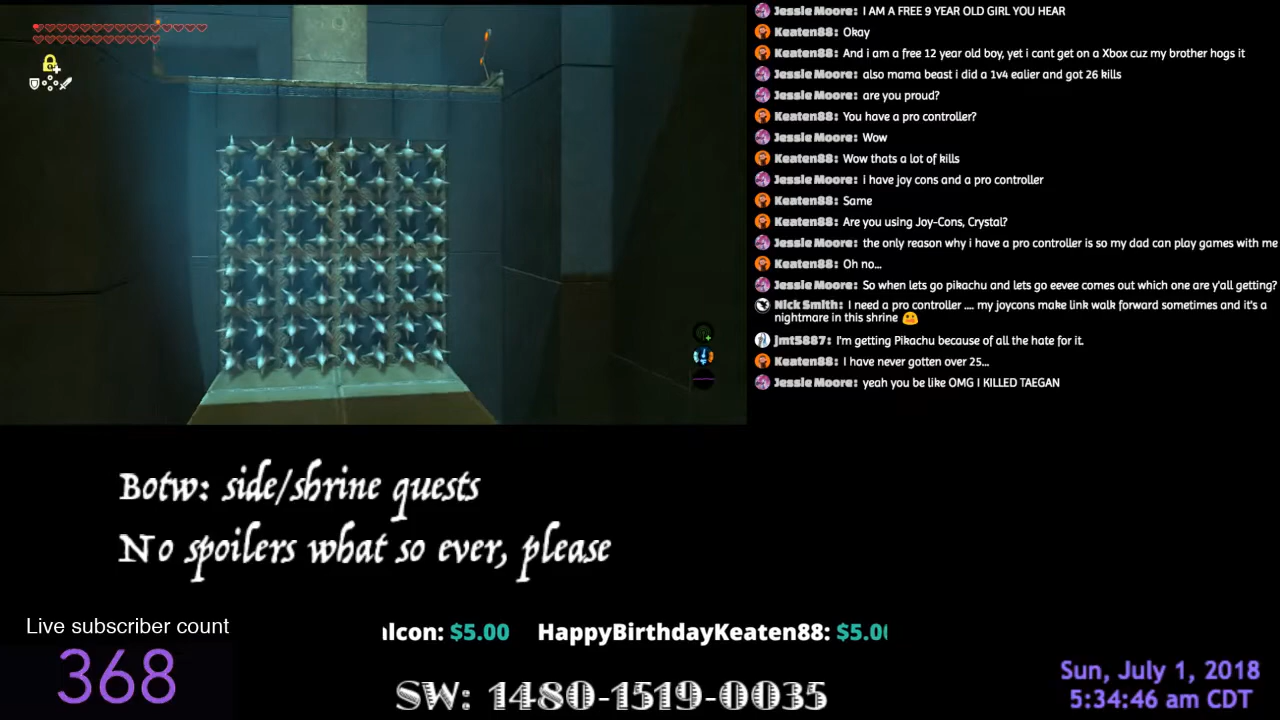 Jessie Moore: I AM A FREE 9 YEAR OLD GIRL YOU HEAR
Keaten88: Okay
Keaten88: And i am a free 12 year old boy, yet i cant get on a Xbox cuz my brother hogs it
Jessie Moore: also mama beast i did a 1v4 ealier and got 26 kills
Jessie Moore: are you proud?
Keaten88: You have a pro controller?
Jessie Moore: Wow
Keaten88: Wow thats a lot of kills
Jessie Moore: i have joy cons and a pro controller
Keaten88: Same
Keaten88: Are you using Joy-Cons, Crystal?
Jessie Moore: the only reason why i have a pro controller is so my dad can play games with me
Keaten88: Oh no...
Jessie Moore: So when lets go pikachu and lets go eevee comes out which one are y'all getting?
Nick Smith: I need a pro controller .... my joycons make link walk forward sometimes and it's a
nightmare in this shrine
jmt5887: I'm getting Pikachu because of all the hate for it.
Keaten88: I have never gotten over 25...
Jessie Moore: yeah you be like OMG I KILLED TAEGAN
Botw: side/shrine quests
No spoilers what so ever, please
Live subscriber count
368
lcon: $5.00 HappyBirthdayKeaten88: $5.00
SW: 1480-1519-0035
Sun, July 1, 2018
5:34:46 am CDT